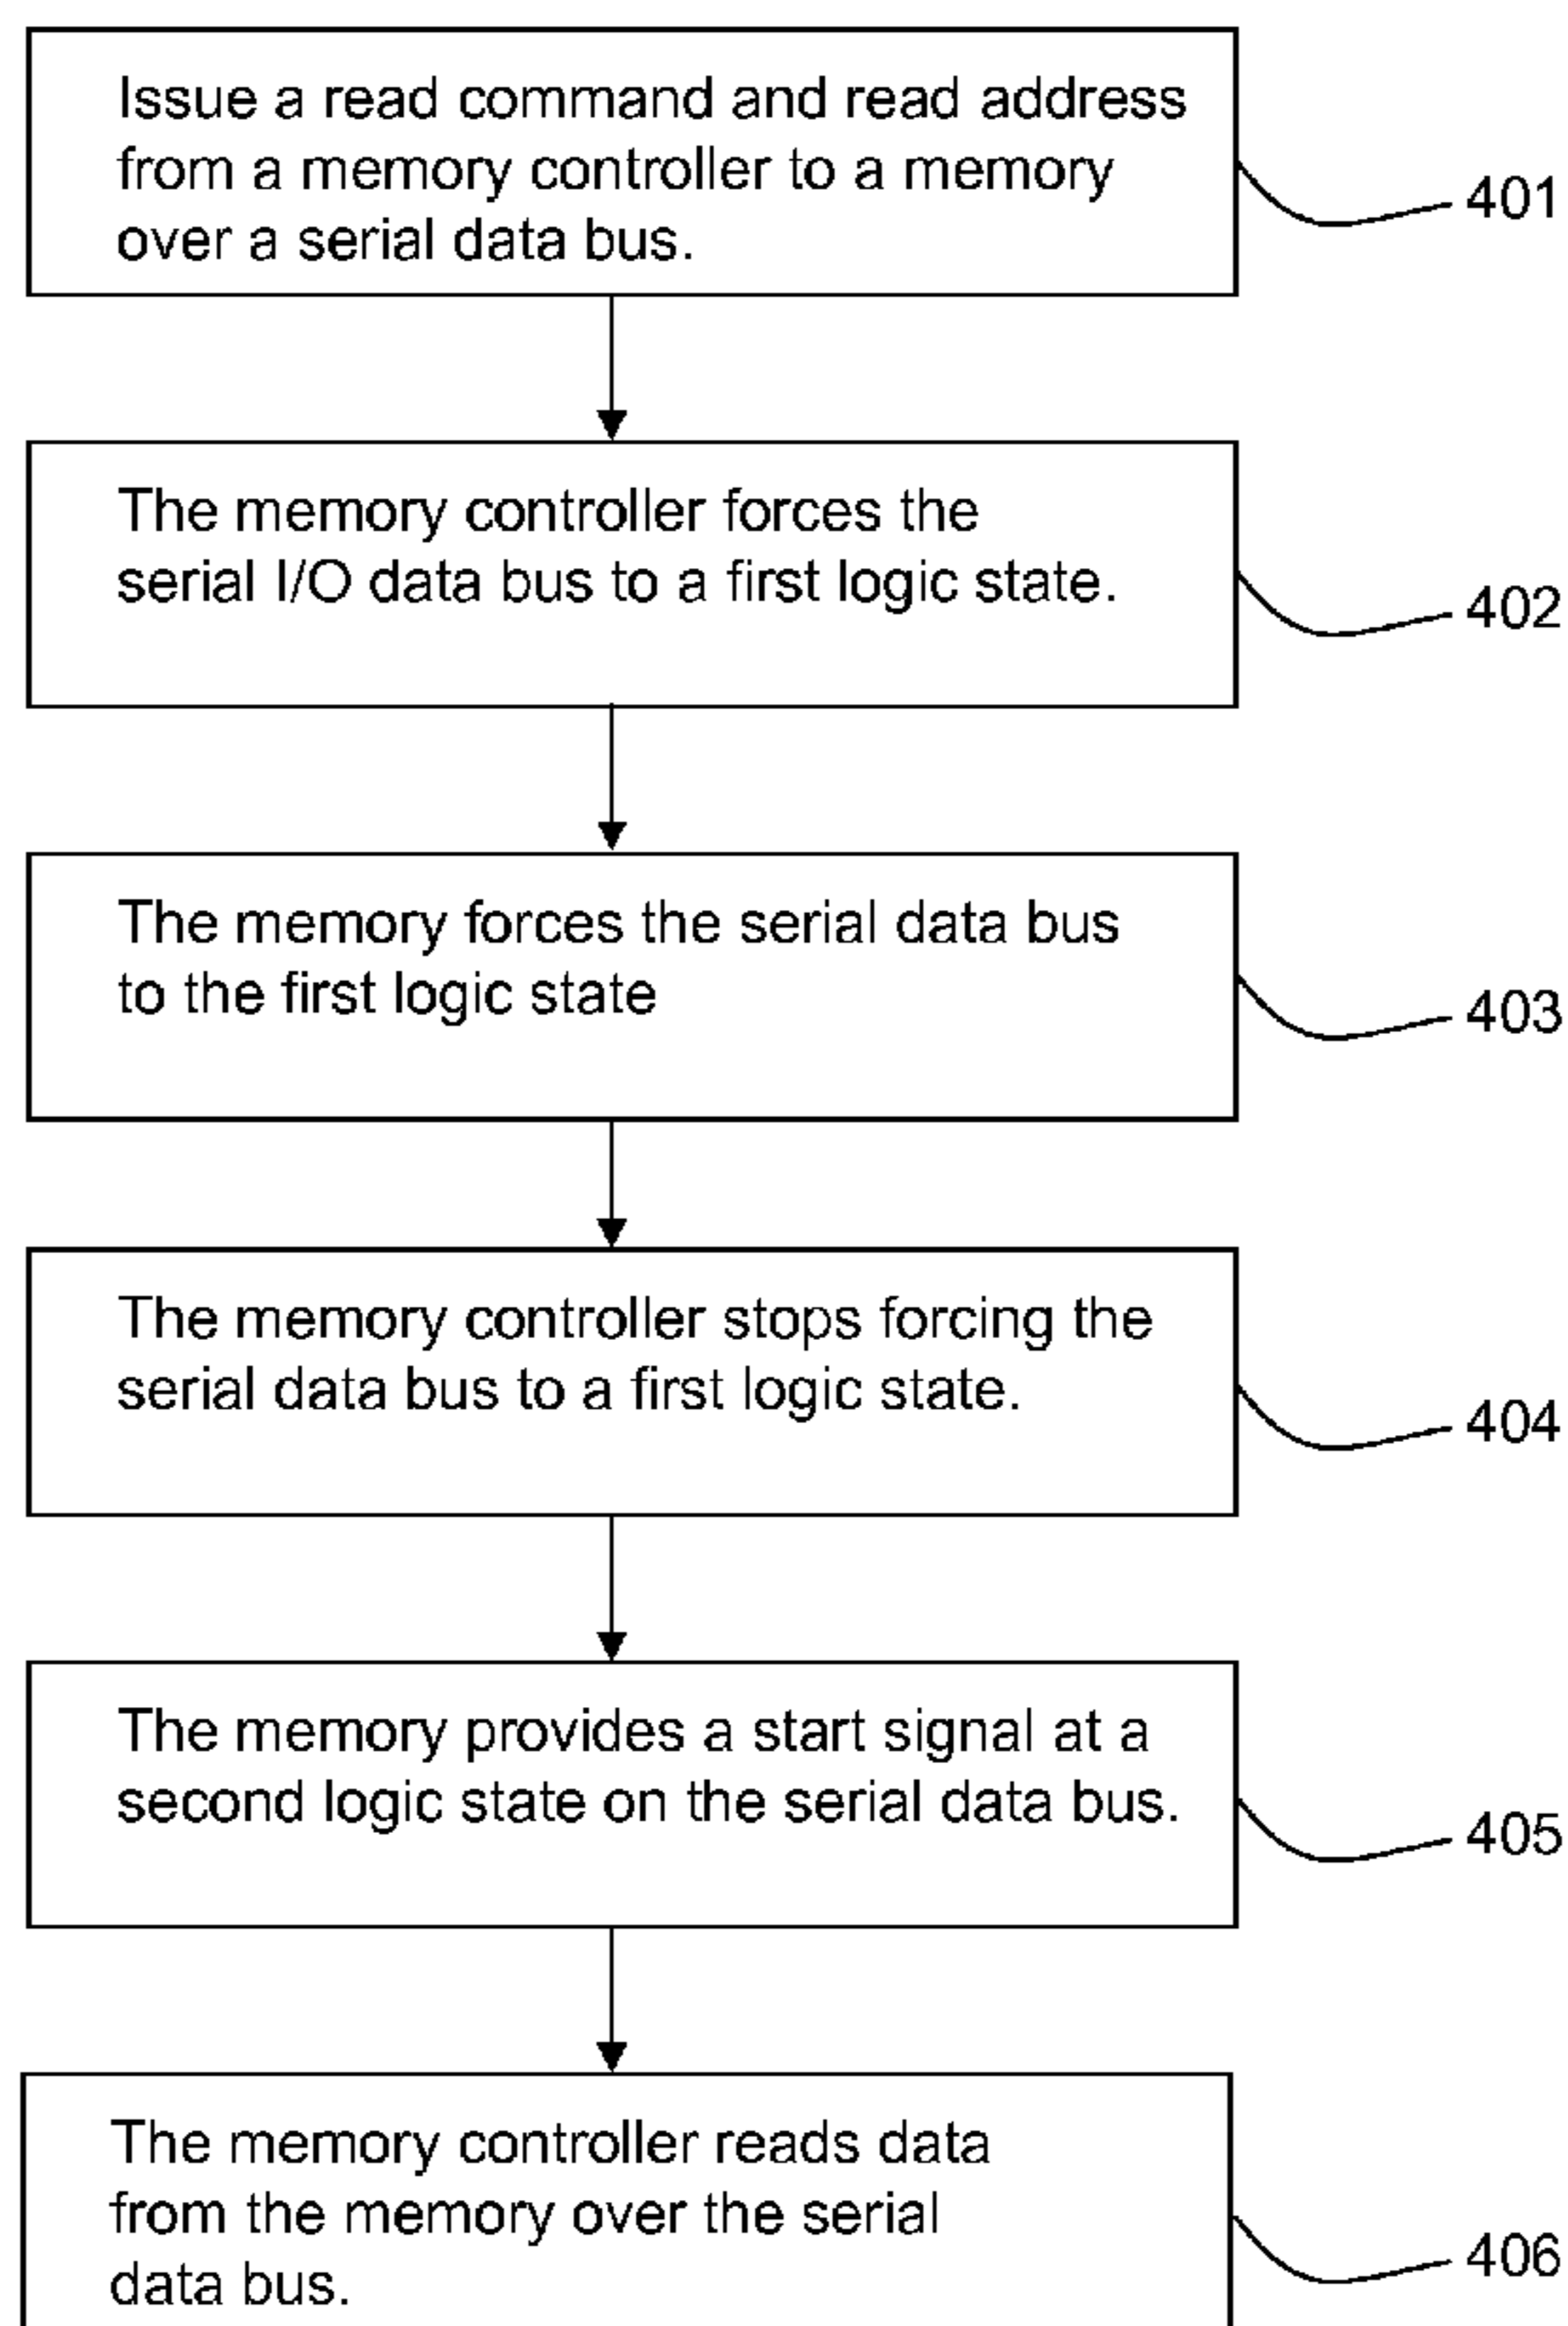 Issue a read command and read address
from a memory controller to a memory
over a serial data bus.
401
The memory controller forces the
serial I/O data bus to a first logic state.
402
The memory forces the serial data bus
to the first logic state
403
The memory controller stops forcing the
serial data bus to a first logic state.
404
The memory provides a start signal at a
second logic state on the serial data bus.
405
The memory controller reads data
from the memory over the serial
data bus.
406